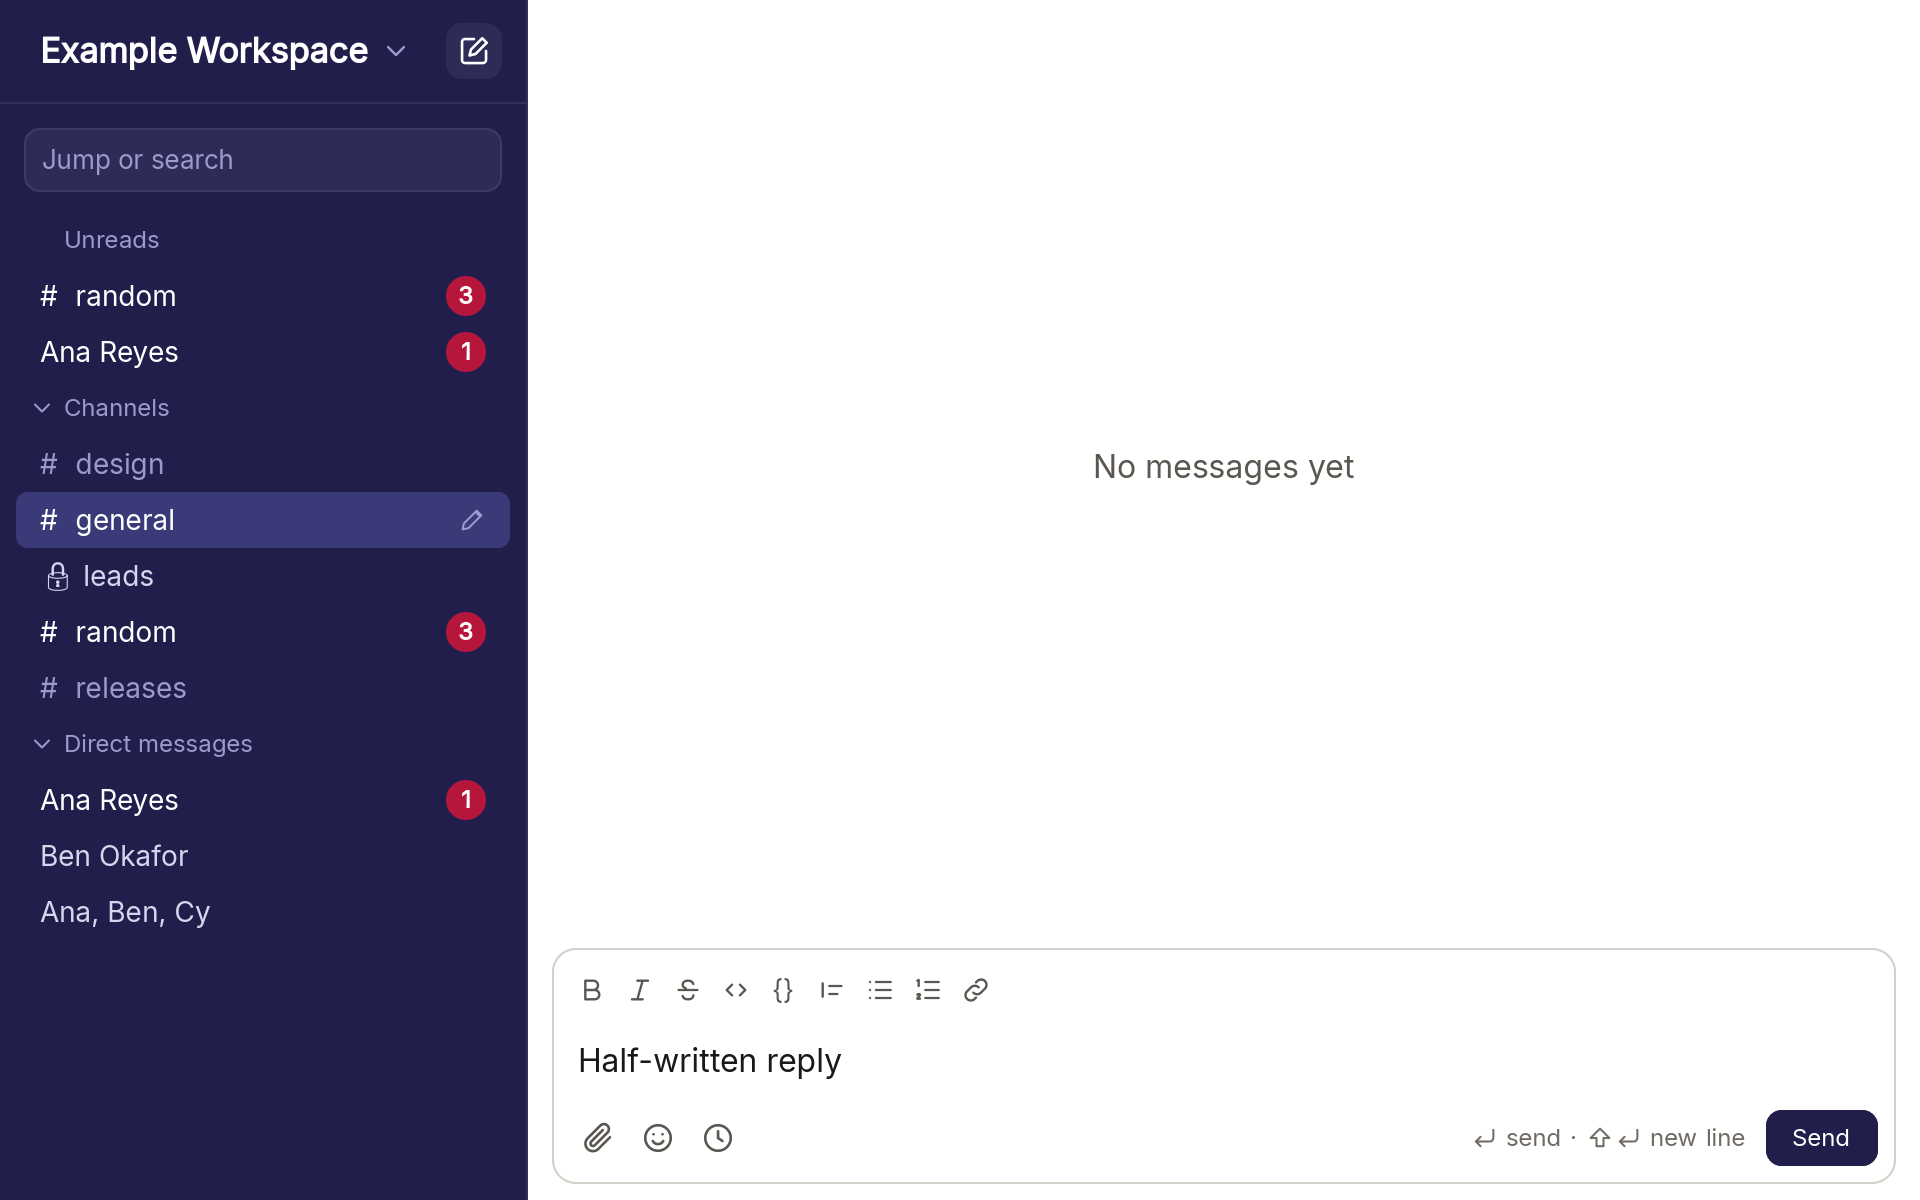 Example Workspace
Jump or search
Unreads
# random 3
Ana Reyes 1
Channels
# design
# general
leads
# random 3
# releases
Direct messages
Ana Reyes 1
Ben Okafor
Ana, Ben, Cy
No messages yet
Half-written reply
send · new line
Send